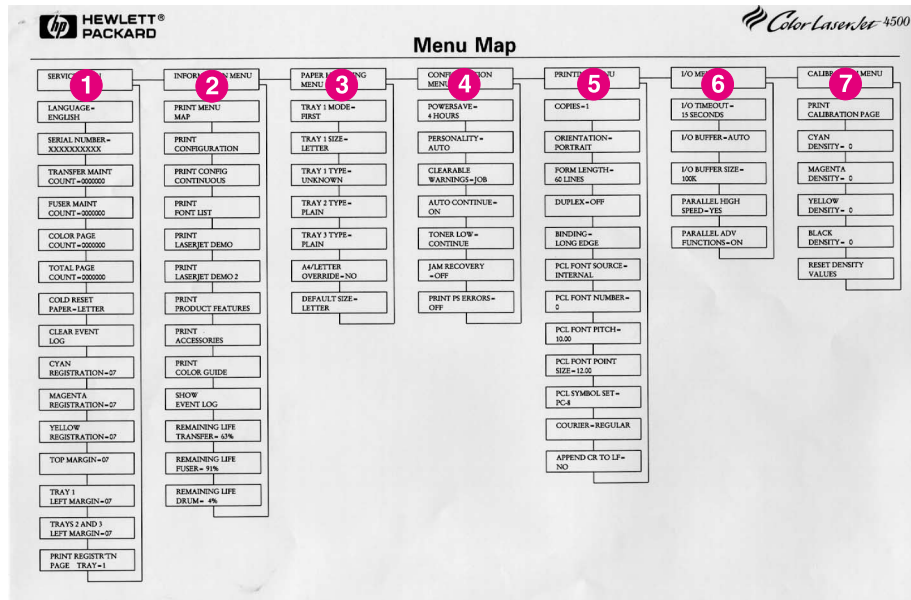 hp HEWLETT®
PACKARD
Color LaserJet 4500
Menu Map
1
2
3
4
5
6
7
SERVICE
LANGUAGE=
ENGLISH
SERIAL NUMBER=
XXXXXXXXXX
TRANSFER MAINT
COUNT=0000000
FUSER MAINT
COUNT=0000000
COLOR PAGE
COUNT=0000000
TOTAL PAGE
COUNT=0000000
COLD RESET
PAPER=LETTER
CLEAR EVENT
LOG
CYAN
REGISTRATION=07
MAGENTA
REGISTRATION=07
YELLOW
REGISTRATION=07
TOP MARGIN=07
TRAY 1
LEFT MARGIN=07
TRAYS 2 AND 3
LEFT MARGIN=07
PRINT REGISTR'TN
PAGE TRAY=1
MENU
PRINT MENU
MAP
PRINT
CONFIGURATION
PRINT CONFIG
CONTINUOUS
PRINT
FONT LIST
PRINT
LASERJET DEMO
PRINT
LASERJET DEMO 2
PRINT
PRODUCT FEATURES
PRINT
ACCESSORIES
PRINT
COLOR GUIDE
SHOW
EVENT LOG
REMAINING LIFE
TRANSFER= 63%
REMAINING LIFE
FUSER= 91%
REMAINING LIFE
DRUM= 4%
PAPER
MENU
TRAY 1 MODE=
FIRST
TRAY 1 SIZE=
LETTER
TRAY 1 TYPE=
UNKNOWN
TRAY 2 TYPE=
PLAIN
TRAY 3 TYPE=
PLAIN
A4/LETTER
OVERRIDE=NO
DEFAULT SIZE=
LETTER
MENU
POWERSAVE=
4 HOURS
PERSONALITY=
AUTO
CLEARABLE
WARNINGS=JOB
AUTO CONTINUE=
ON
TONER LOW=
CONTINUE
JAM RECOVERY
=OFF
PRINT PS ERRORS=
OFF
COPIES=1
ORIENTATION=
PORTRAIT
FORM LENGTH=
60 LINES
DUPLEX=OFF
BINDING=
LONG EDGE
PCL FONT SOURCE=
INTERNAL
PCL FONT NUMBER=
0
PCL FONT PITCH=
10.00
PCL FONT POINT
SIZE=12.00
PCL SYMBOL SET=
PC-8
COURIER=REGULAR
APPEND CR TO LF=
NO
I/O
I/O TIMEOUT=
15 SECONDS
I/O BUFFER=AUTO
I/O BUFFER SIZE=
100K
PARALLEL HIGH
SPEED=YES
PARALLEL ADV
FUNCTIONS=ON
MENU
PRINT
CALIBRATION PAGE
CYAN
DENSITY= 0
MAGENTA
DENSITY= 0
YELLOW
DENSITY= 0
BLACK
DENSITY= 0
RESET DENSITY
VALUES